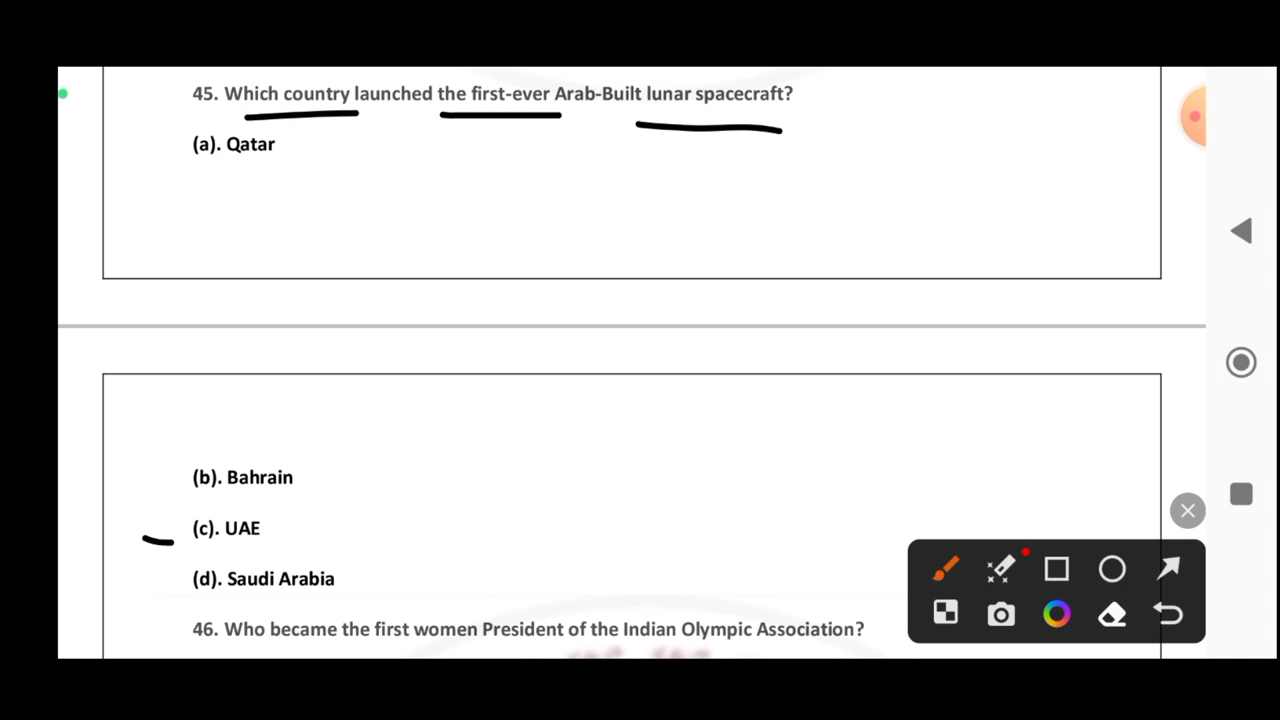 45. Which country launched the first-ever Arab-Built lunar spacecraft?
(a). Qatar
(b). Bahrain
(c). UAE
(d). Saudi Arabia
46. Who became the first women President of the Indian Olympic Association?